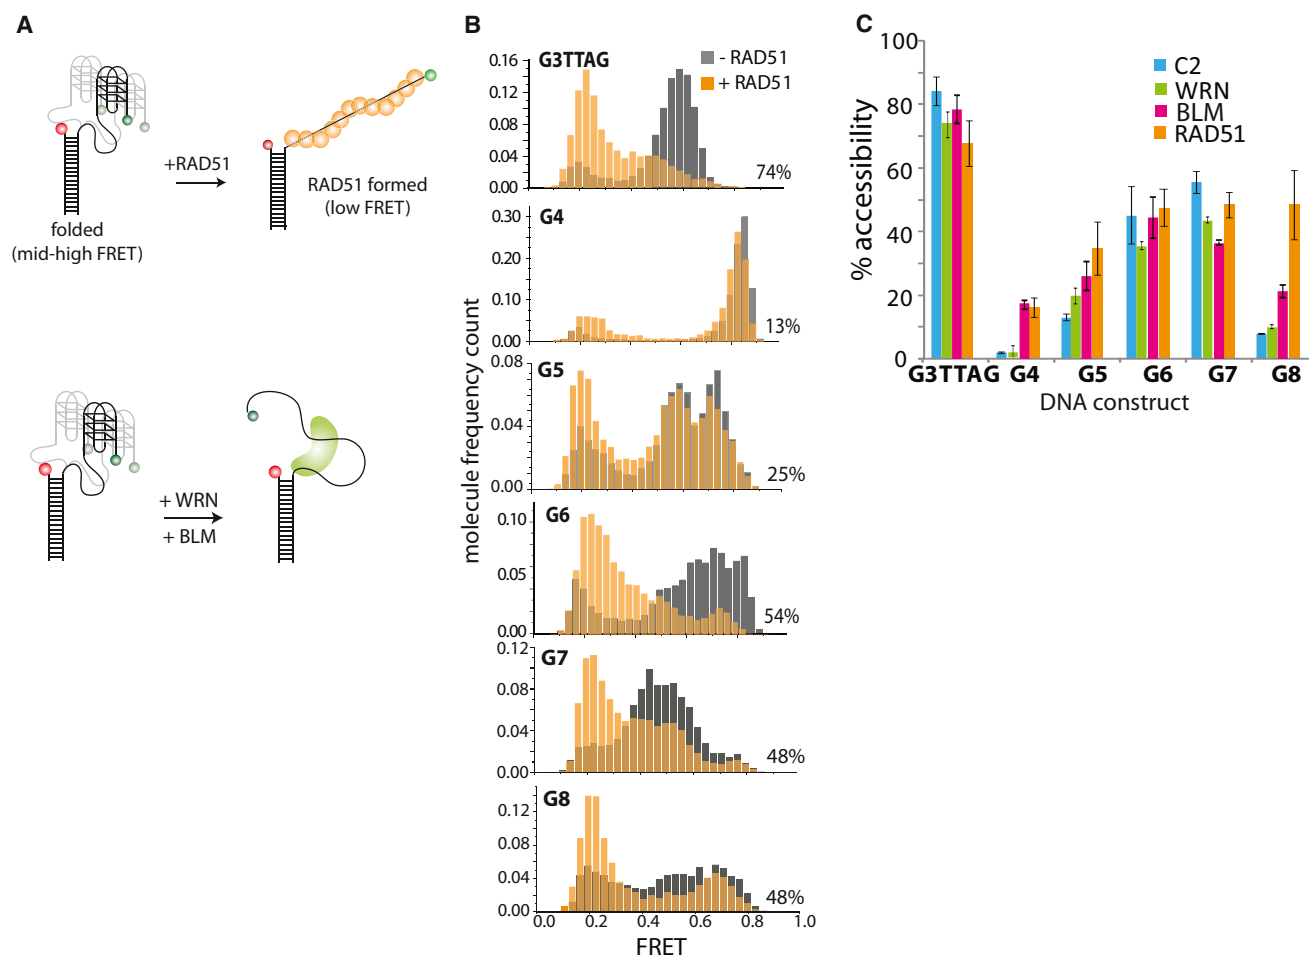 A
+RAD51
folded
(mid-high FRET)
RAD51 formed
(low FRET)
+ WRN
+ BLM
B
molecule frequency count
G3TTAG
- RAD51
+ RAD51
0.16
0.12
0.08
0.04
0.00
74%
G4
0.30
0.20
0.10
0.00
13%
G5
0.08
0.04
0.00
25%
G6
0.10
0.05
0.00
54%
G7
0.12
0.08
0.04
0.00
48%
G8
0.12
0.08
0.04
0.00
48%
0.0 0.2 0.4 0.6 0.8 1.0
FRET
C
% accessibility
100
80
60
40
20
0
C2
WRN
BLM
RAD51
G3TTAG G4 G5 G6 G7 G8
DNA construct